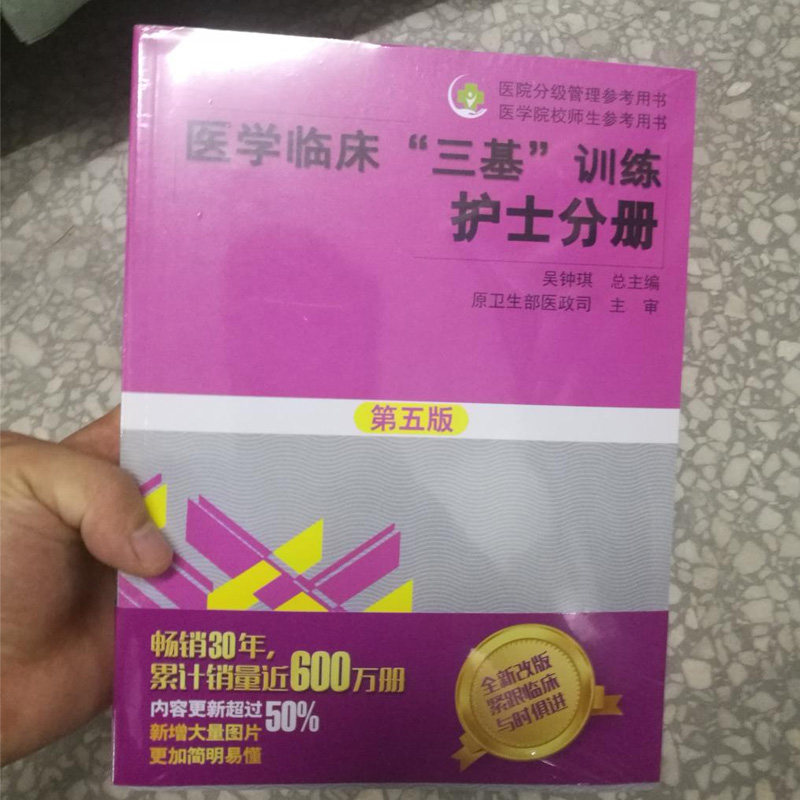 医院分级管理参考用书
医学院校师生参考用书
医学临床“三基”训练
护士分册
吴钟琪 总主编
原卫生部医政司 主 审
第五版
畅销30年，
累计销量近600万册
内容更新超过50%
新增大量图片
更加简明易懂
全新改版
紧跟临床
与时俱进